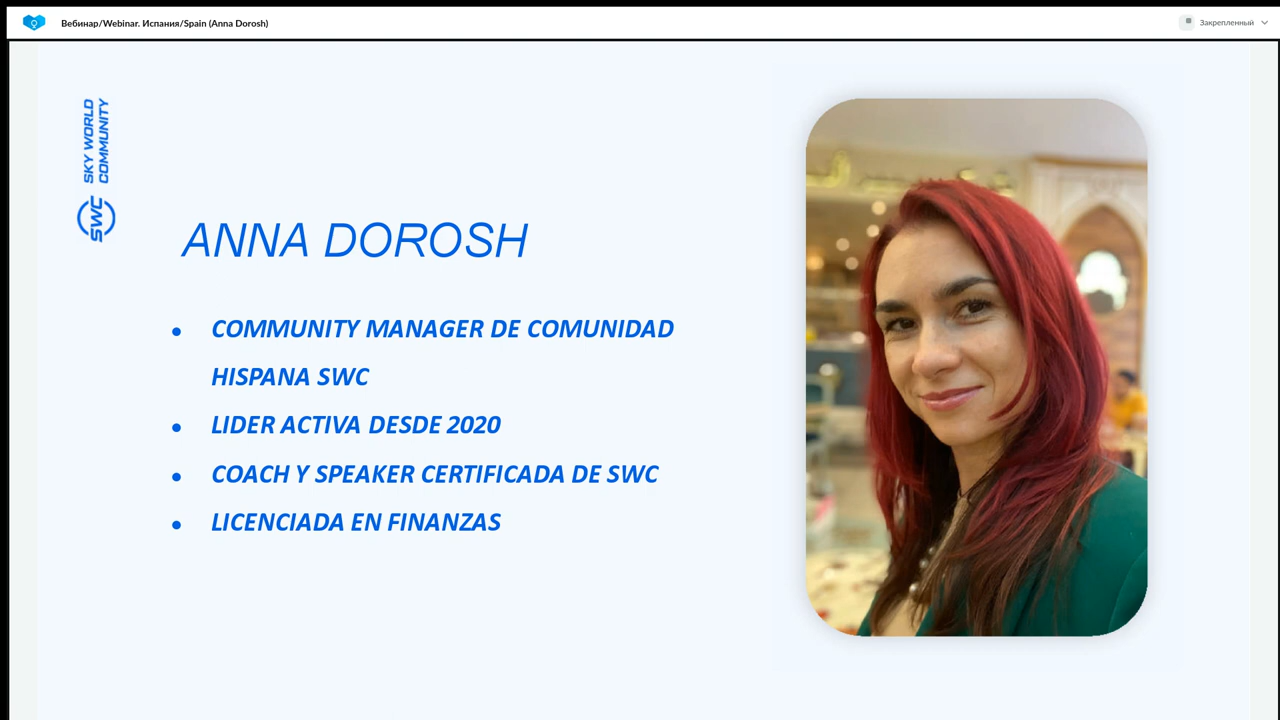 Вебинар/Webinar. Испания/Spain (Anna Dorosh)
Закрепленный
SKY WORLD
COMMUNITY
SWC
ANNA DOROSH
• COMMUNITY MANAGER DE COMUNIDAD
HISPANA SWC
• LIDER ACTIVA DESDE 2020
• COACH Y SPEAKER CERTIFICADA DE SWC
• LICENCIADA EN FINANZAS